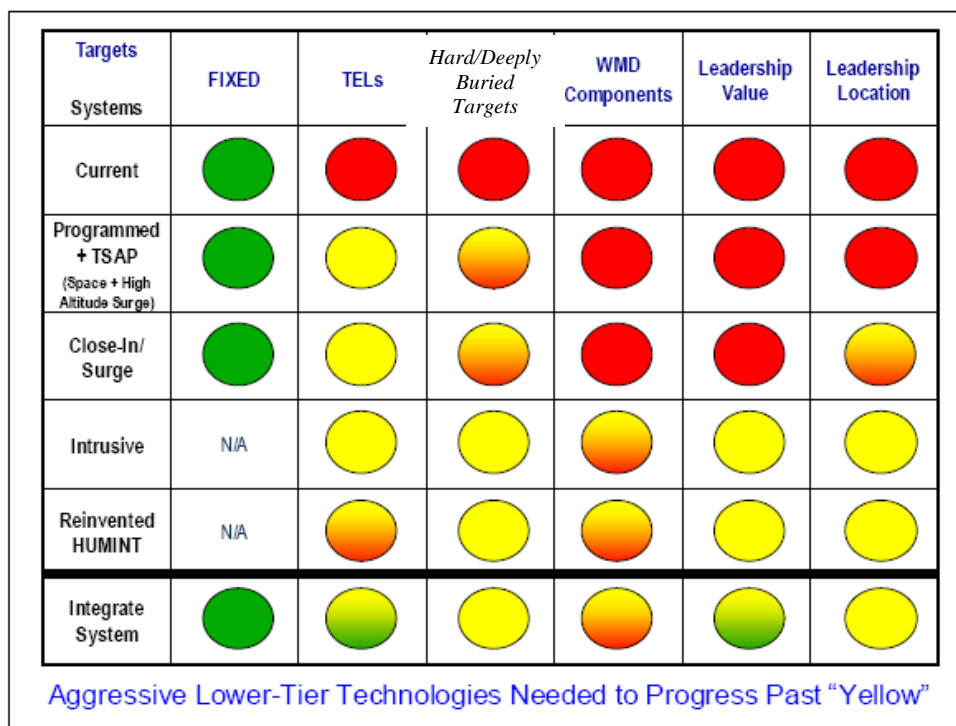 Targets
Systems
FIXED
TELs
Hard/Deeply
Buried
Targets
WMD
Components
Leadership
Value
Leadership
Location
Current
Programmed
+ TSAP
(Space + High
Altitude Surge)
Close-In/
Surge
Intrusive
N/A
Reinvented
HUMINT
N/A
Integrate
System
Aggressive Lower-Tier Technologies Needed to Progress Past “Yellow”